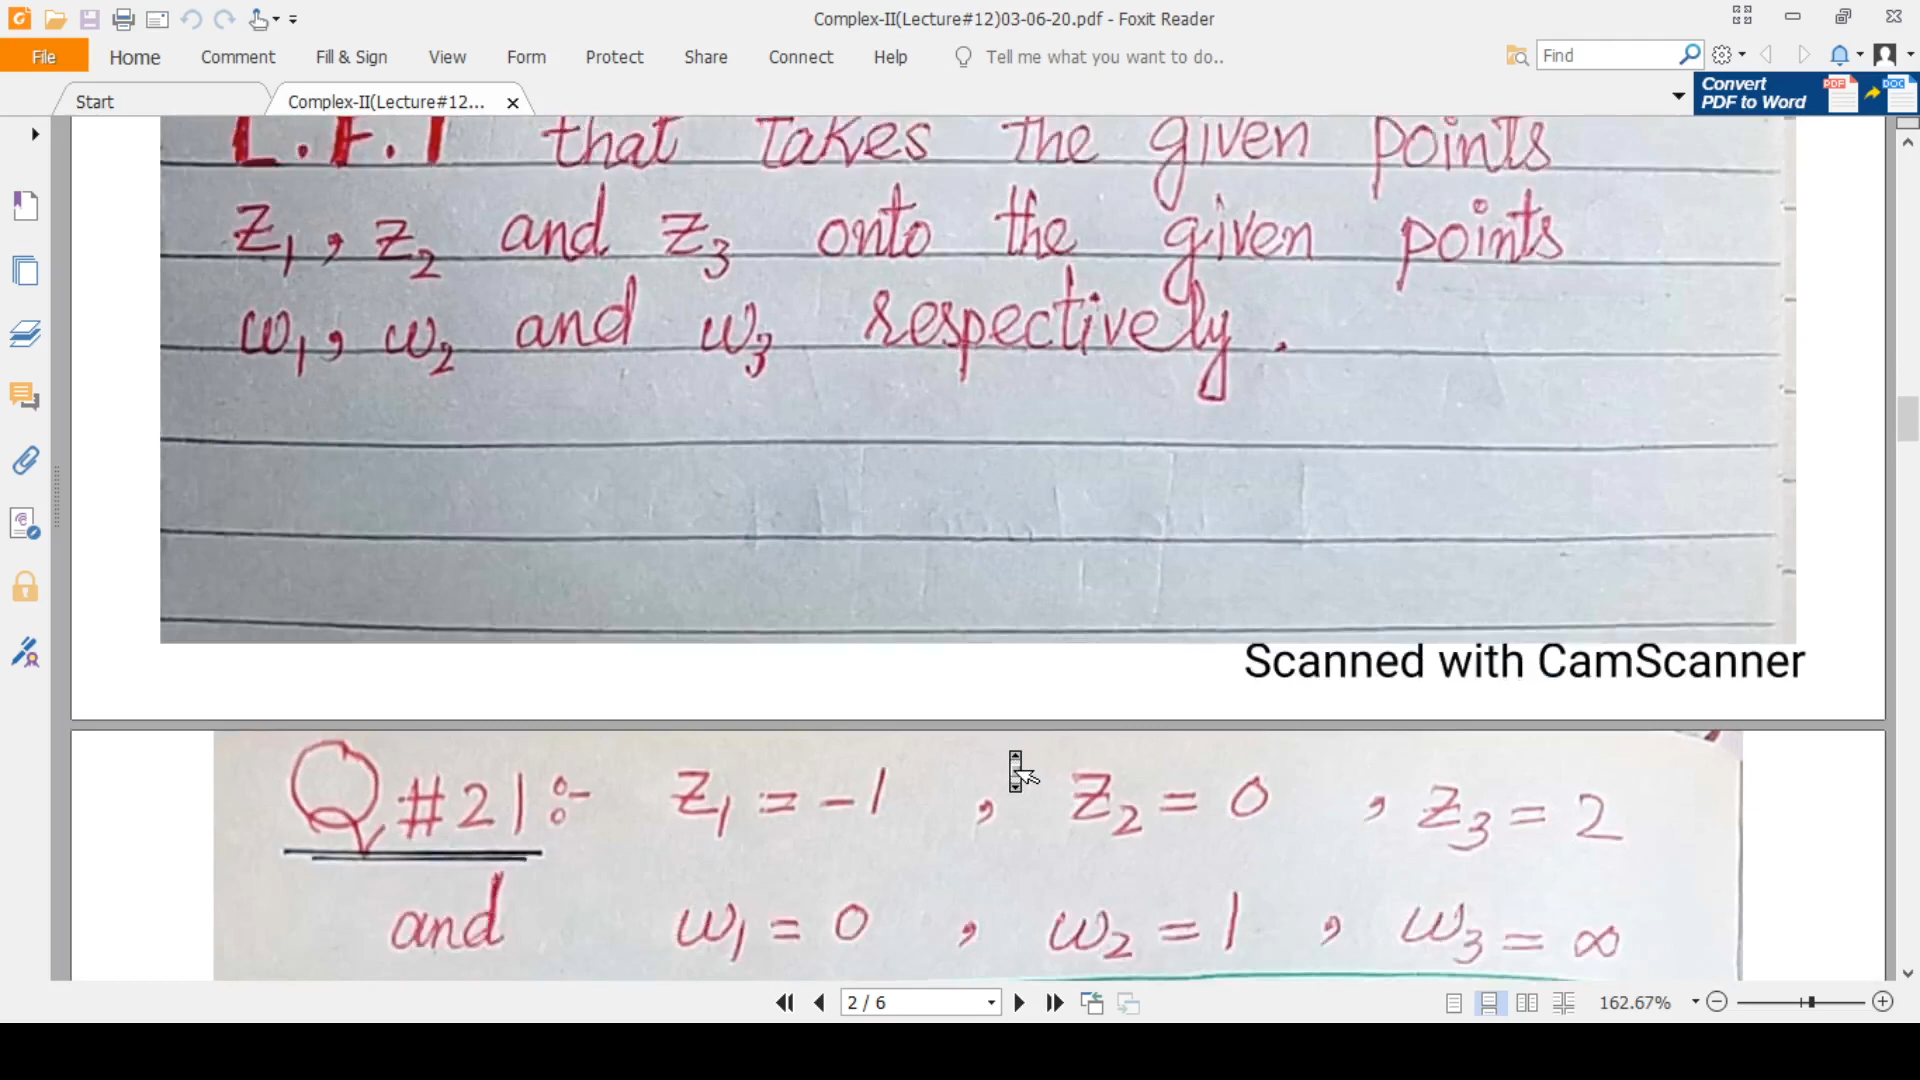 Complex-II(Lecture#12)03-06-20.pdf - Foxit Reader
File Home Comment Fill & Sign View Form Protect Share Connect Help Tell me what you want to do.. Find
Start Complex-II(Lecture#12... Convert
PDF to Word PDF DOC
L.F.T that takes the given points
z₁, z₂ and z₃ onto the given points
w₁, w₂ and w₃ respectively.
Scanned with CamScanner
Q#21:- z₁ = -1 , z₂ = 0 , z₃ = 2
and w₁ = 0 , w₂ = 1 , w₃ = ∞
2 / 6 162.67%